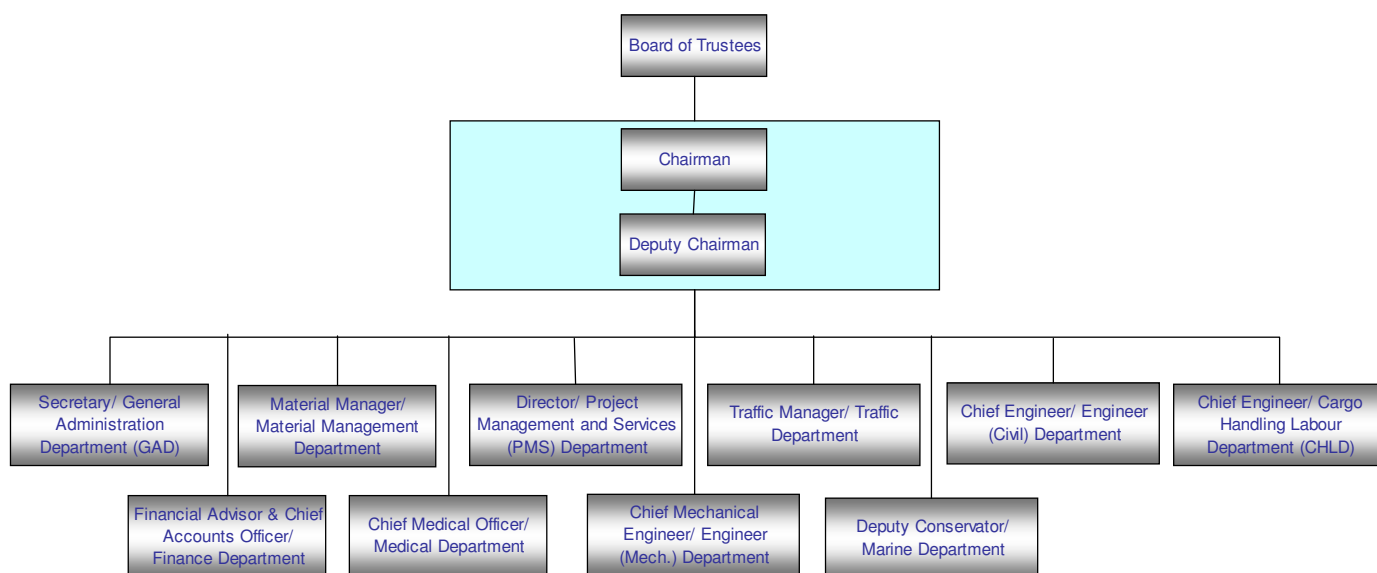 Board of Trustees
Chairman
Deputy Chairman
Secretary/ General
Administration
Department (GAD)
Material Manager/
Material Management
Department
Director/ Project
Management and Services
(PMS) Department
Traffic Manager/ Traffic
Department
Chief Engineer/ Engineer
(Civil) Department
Chief Engineer/ Cargo
Handling Labour
Department (CHLD)
Financial Advisor & Chief
Accounts Officer/
Finance Department
Chief Medical Officer/
Medical Department
Chief Mechanical
Engineer/ Engineer
(Mech.) Department
Deputy Conservator/
Marine Department